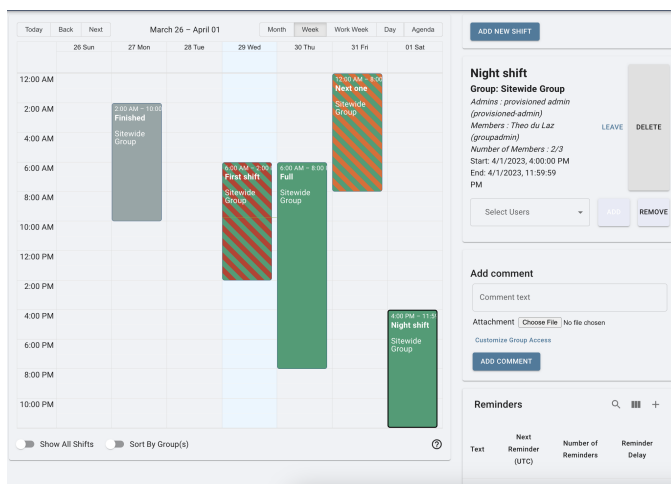 Today Back Next March 26 – April 01 Month Week Work Week Day Agenda
26 Sun 27 Mon 28 Tue 29 Wed 30 Thu 31 Fri 01 Sat
12:00 AM
2:00 AM
4:00 AM
6:00 AM
8:00 AM
10:00 AM
12:00 PM
2:00 PM
4:00 PM
6:00 PM
8:00 PM
10:00 PM
2:00 AM – 10:00
Finished
Sitewide
Group
6:00 AM – 2:00
First shift
Sitewide
Group
6:00 AM – 8:00
Full
Sitewide
Group
12:00 AM – 8:00
Next one
Sitewide
Group
4:00 PM – 11:59
Night shift
Sitewide
Group
Show All Shifts Sort By Group(s)
ADD NEW SHIFT
Night shift
Group: Sitewide Group
Admins : provisioned admin
(provisioned-admin)
Members : Theo du Laz
(groupadmin)
Number of Members : 2/3
Start: 4/1/2023, 4:00:00 PM
End: 4/1/2023, 11:59:59
PM
LEAVE DELETE
Select Users ADD REMOVE
Add comment
Comment text
Attachment Choose File No file chosen
Customize Group Access
ADD COMMENT
Reminders
Text
Next
Reminder
(UTC)
Number of
Reminders
Reminder
Delay